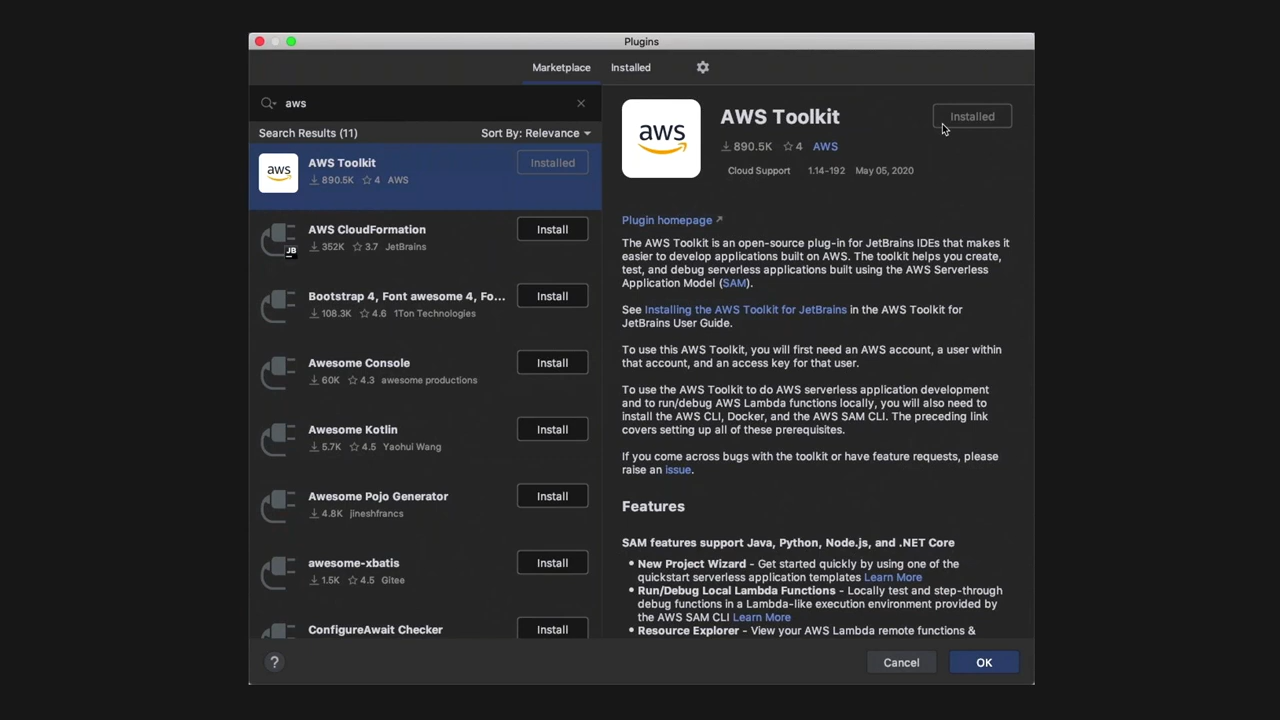 Plugins
Marketplace
Installed
aws
Search Results (11)
Sort By: Relevance
aws
AWS Toolkit
890.5K 4 AWS
Installed
AWS CloudFormation
352K 3.7 JetBrains
JB
Install
Bootstrap 4, Font awesome 4, Fo...
108.3K 4.6 1Ton Technologies
Install
Awesome Console
60K 4.3 awesome productions
Install
Awesome Kotlin
5.7K 4.5 Yaohui Wang
Install
Awesome Pojo Generator
4.8K jineshfrancs
Install
awesome-xbatis
1.5K 4.5 Gitee
Install
ConfigureAwait Checker
Install
aws
AWS Toolkit
Installed
890.5K 4 AWS
Cloud Support 1.14-192 May 05, 2020
Plugin homepage
The AWS Toolkit is an open-source plug-in for JetBrains IDEs that makes it
easier to develop applications built on AWS. The toolkit helps you create,
test, and debug serverless applications built using the AWS Serverless
Application Model (SAM).
See Installing the AWS Toolkit for JetBrains in the AWS Toolkit for
JetBrains User Guide.
To use this AWS Toolkit, you will first need an AWS account, a user within
that account, and an access key for that user.
To use the AWS Toolkit to do AWS serverless application development
and to run/debug AWS Lambda functions locally, you will also need to
install the AWS CLI, Docker, and the AWS SAM CLI. The preceding link
covers setting up all of these prerequisites.
If you come across bugs with the toolkit or have feature requests, please
raise an issue.
Features
SAM features support Java, Python, Node.js, and .NET Core
• New Project Wizard - Get started quickly by using one of the
quickstart serverless application templates Learn More
• Run/Debug Local Lambda Functions - Locally test and step-through
debug functions in a Lambda-like execution environment provided by
the AWS SAM CLI Learn More
• Resource Explorer - View your AWS Lambda remote functions &
?
Cancel
OK